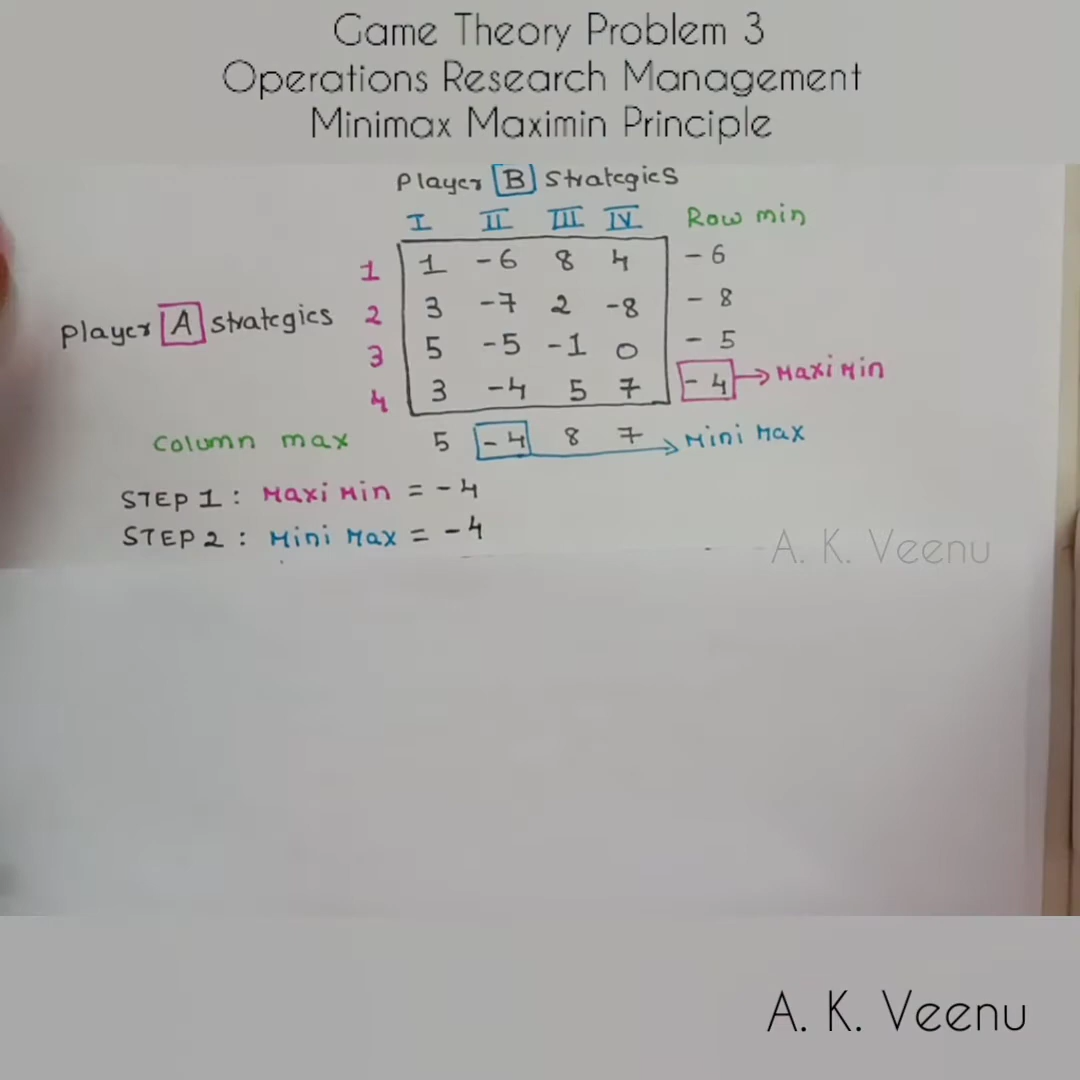 Game Theory Problem 3
Operations Research Management
Minimax Maximin Principle
Player B Strategies
I II III IV Row min
1 1 -6 8 4 -6
2 3 -7 2 -8 -8
Player A strategies
3 5 -5 -1 0 -5
4 3 -4 5 7 -4 → Maxi Min
Column max 5 -4 8 7 → Mini Max
STEP 1 : Maxi Min = -4
STEP 2 : Mini Max = -4
A. K. Veenu
A. K. Veenu